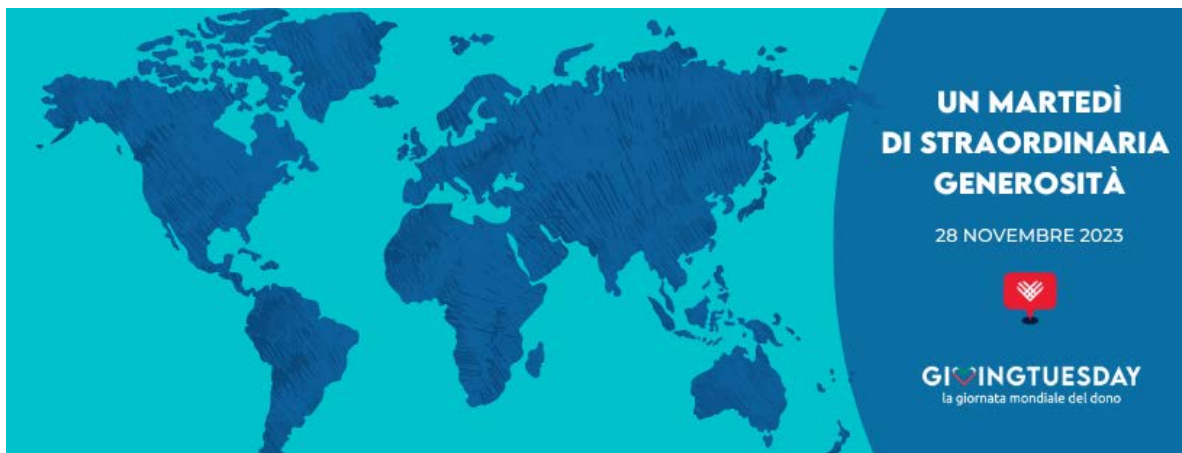 UN MARTEDÌ
DI STRAORDINARIA
GENEROSITÀ
28 NOVEMBRE 2023
GIVINGTUESDAY
la giornata mondiale del dono